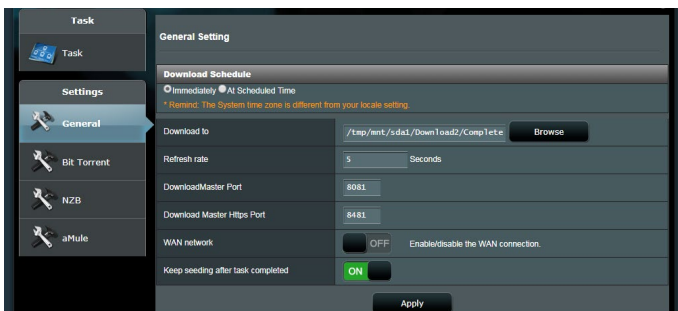 Task
Task
Settings
General
Bit Torrent
NZB
aMule
General Setting
Download Schedule
Immediately At Scheduled Time
* Remind: The System time zone is different from your locale setting.
Download to /tmp/mnt/sda1/Download2/Complete Browse
Refresh rate 5 Seconds
DownloadMaster Port 8081
Download Master Https Port 8481
WAN network OFF Enable/disable the WAN connection.
Keep seeding after task completed ON
Apply